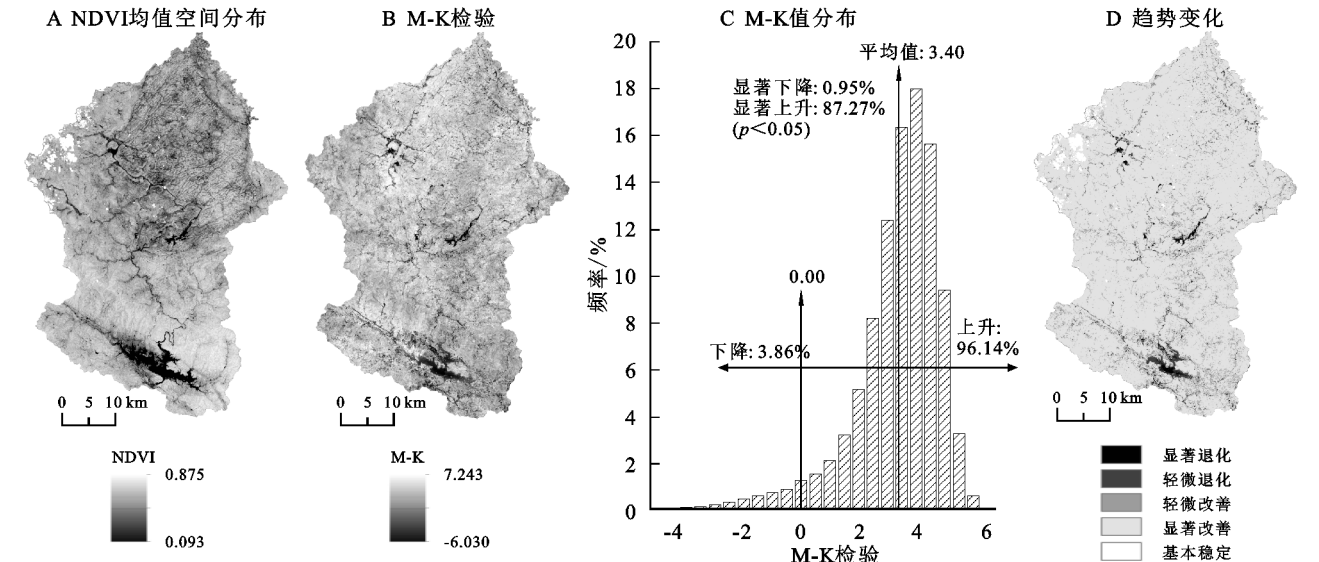 A NDVI均值空间分布
B M-K检验
C M-K值分布
D 趋势变化
0 5 10 km
NDVI
0.875
0.093
0 5 10 km
M-K
7.243
-6.030
频率/%
20
18
16
14
12
10
8
6
4
2
0
平均值: 3.40
显著下降: 0.95%
显著上升: 87.27%
(p<0.05)
0.00
下降: 3.86%
上升:
96.14%
-4 -2 0 2 4 6
M-K检验
0 5 10 km
显著退化
轻微退化
轻微改善
显著改善
基本稳定